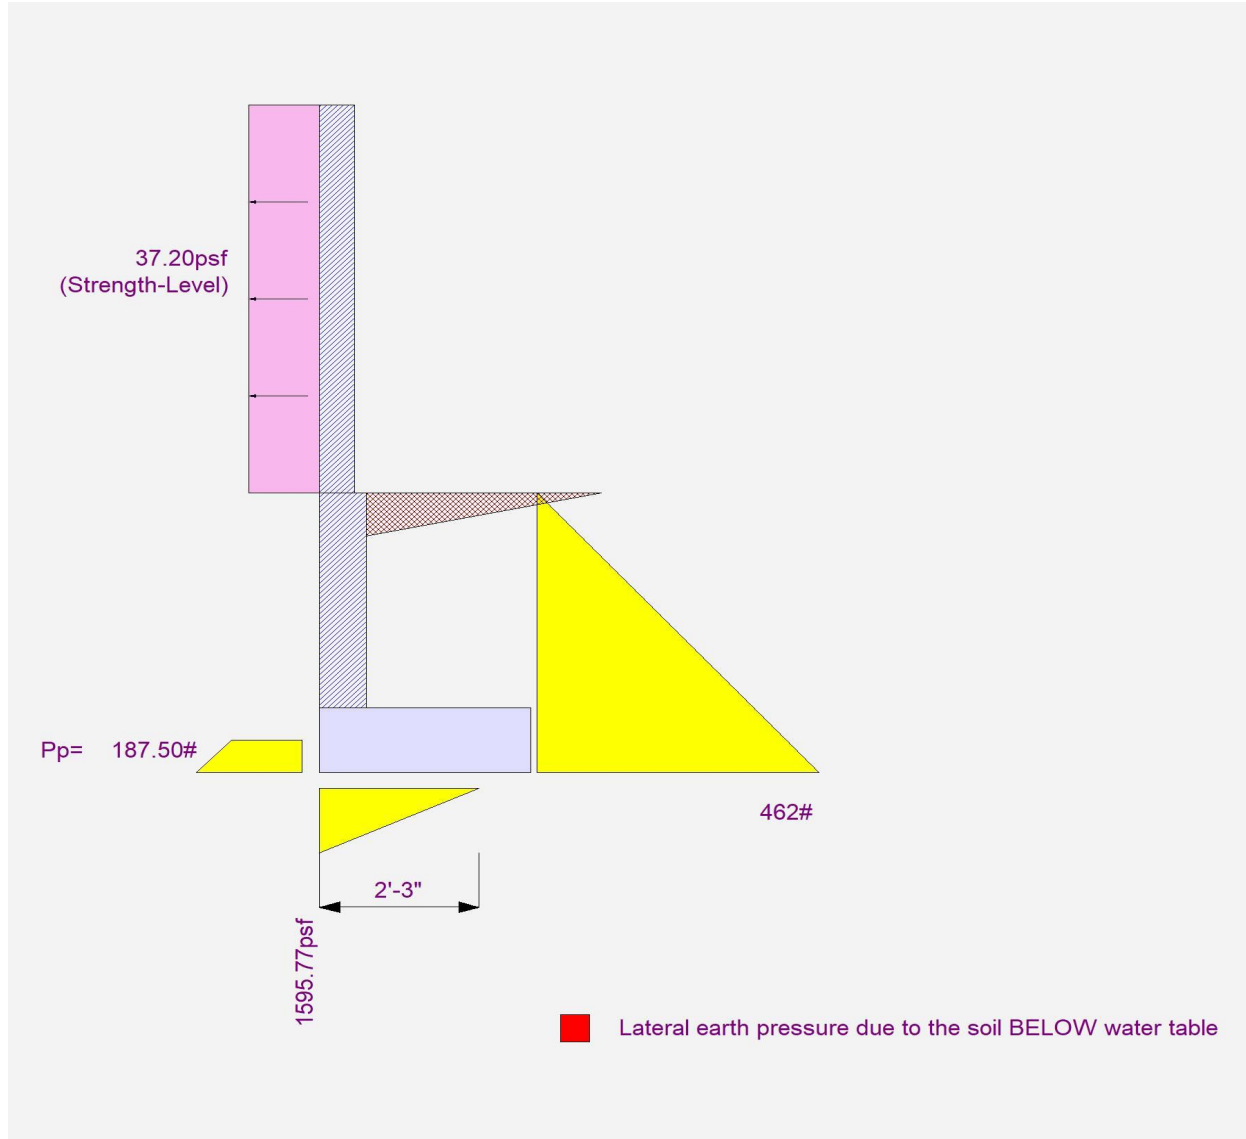 37.20psf
(Strength-Level)
Pp= 187.50#
462#
2'-3"
1595.77psf
Lateral earth pressure due to the soil BELOW water table